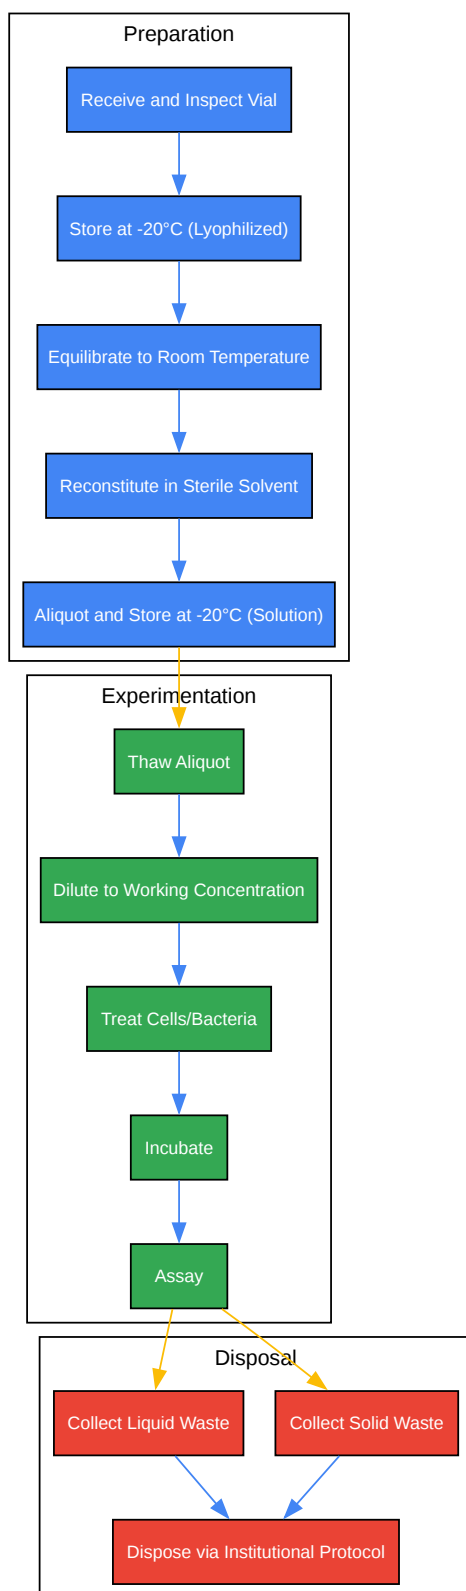 Preparation
Receive and Inspect Vial
Store at -20°C (Lyophilized)
Equilibrate to Room Temperature
Reconstitute in Sterile Solvent
Aliquot and Store at -20°C (Solution)
Experimentation
Thaw Aliquot
Dilute to Working Concentration
Treat Cells/Bacteria
Incubate
Assay
Disposal
Collect Liquid Waste
Collect Solid Waste
Dispose via Institutional Protocol